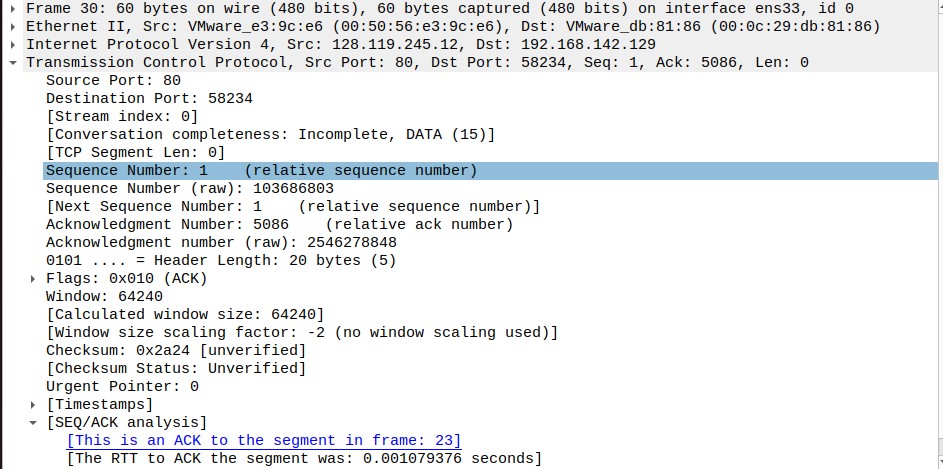 Frame 30: 60 bytes on wire (480 bits), 60 bytes captured (480 bits) on interface ens33, id 0
Ethernet II, Src: VMware_e3:9c:e6 (00:50:56:e3:9c:e6), Dst: VMware_db:81:86 (00:0c:29:db:81:86)
Internet Protocol Version 4, Src: 128.119.245.12, Dst: 192.168.142.129
Transmission Control Protocol, Src Port: 80, Dst Port: 58234, Seq: 1, Ack: 5086, Len: 0
Source Port: 80
Destination Port: 58234
[Stream index: 0]
[Conversation completeness: Incomplete, DATA (15)]
[TCP Segment Len: 0]
Sequence Number: 1    (relative sequence number)
Sequence Number (raw): 103686803
[Next Sequence Number: 1    (relative sequence number)]
Acknowledgment Number: 5086    (relative ack number)
Acknowledgment number (raw): 2546278848
0101 .... = Header Length: 20 bytes (5)
Flags: 0x010 (ACK)
Window: 64240
[Calculated window size: 64240]
[Window size scaling factor: -2 (no window scaling used)]
Checksum: 0x2a24 [unverified]
[Checksum Status: Unverified]
Urgent Pointer: 0
[Timestamps]
[SEQ/ACK analysis]
[This is an ACK to the segment in frame: 23]
[The RTT to ACK the segment was: 0.001079376 seconds]